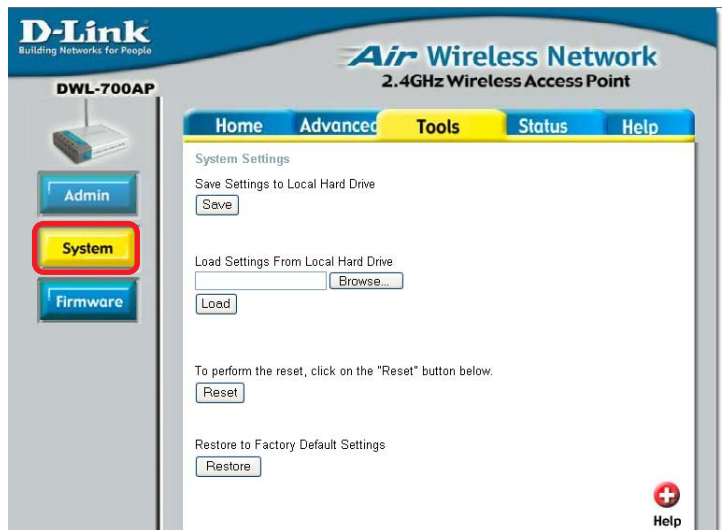 D-Link
Building Networks for People
Air Wireless Network
2.4GHz Wireless Access Point
DWL-700AP
Home Advanced Tools Status Help
Admin
System
Firmware
System Settings
Save Settings to Local Hard Drive
Save
Load Settings From Local Hard Drive
Browse...
Load
To perform the reset, click on the "Reset" button below.
Reset
Restore to Factory Default Settings
Restore
Help